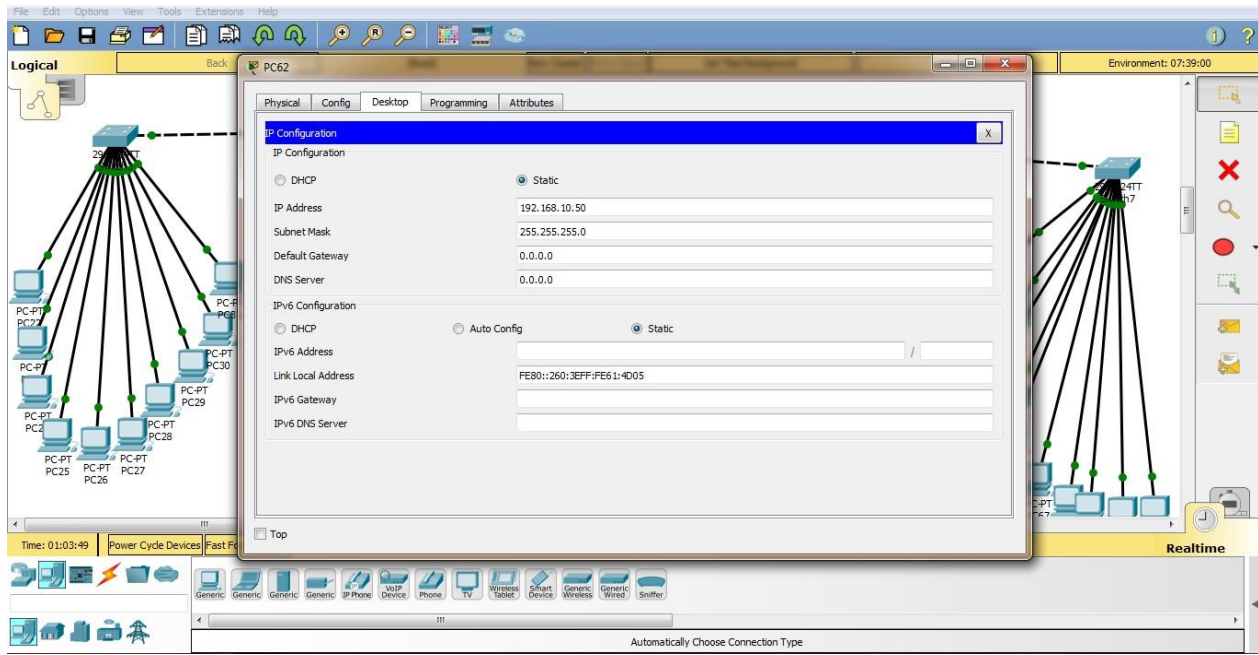 File Edit Options View Tools Extensions Help
Logical
Back
PC62
Environment: 07:39:00
Physical Config Desktop Programming Attributes
IP Configuration
X
IP Configuration
DHCP
Static
IP Address
192.168.10.50
Subnet Mask
255.255.255.0
Default Gateway
0.0.0.0
DNS Server
0.0.0.0
IPv6 Configuration
DHCP
Auto Config
Static
IPv6 Address
/
Link Local Address
FE80::260:3EFF:FE61:4D05
IPv6 Gateway
IPv6 DNS Server
Top
24TT
PC-PT
PC30
PC-PT
PC29
PC-PT
PC28
PC-PT
PC25
PC-PT
PC26
PC-PT
PC27
Time: 01:03:49
Power Cycle Devices
Realtime
Generic
Generic
Generic
Generic
IP Phone
VoIP Device
Phone
TV
Wireless Tablet
Smart Device
Generic Wireless
Generic Wired
Sniffer
Automatically Choose Connection Type